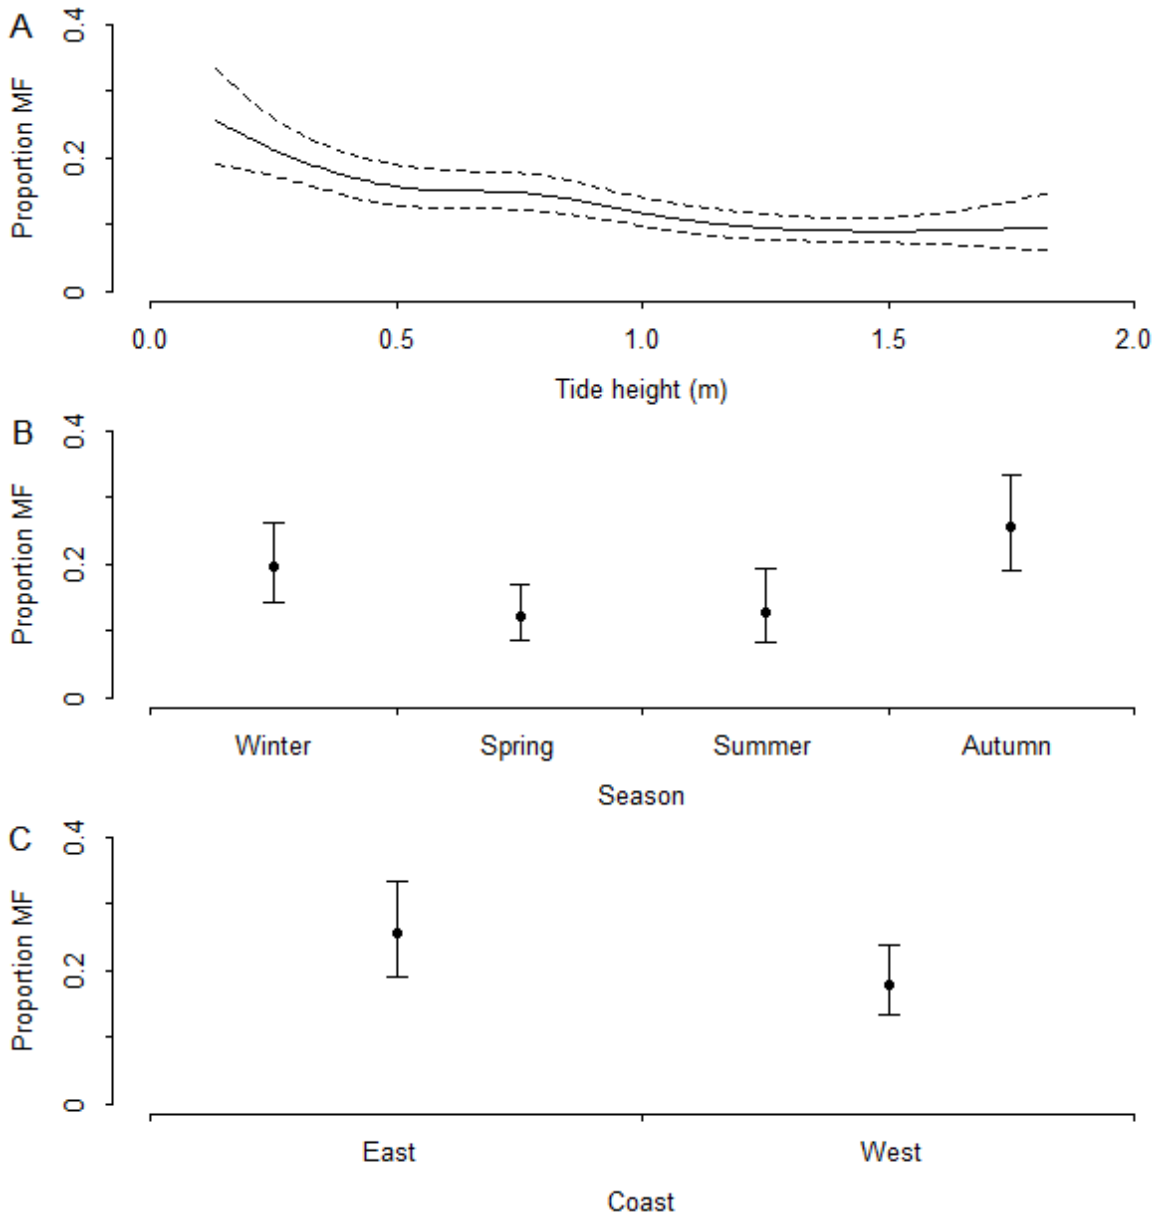 A
Proportion MF
0.4
0.2
0
0.0 0.5 1.0 1.5 2.0
Tide height (m)
B
Proportion MF
0.4
0.2
0
Winter Spring Summer Autumn
Season
C
Proportion MF
0.4
0.2
0
East West
Coast